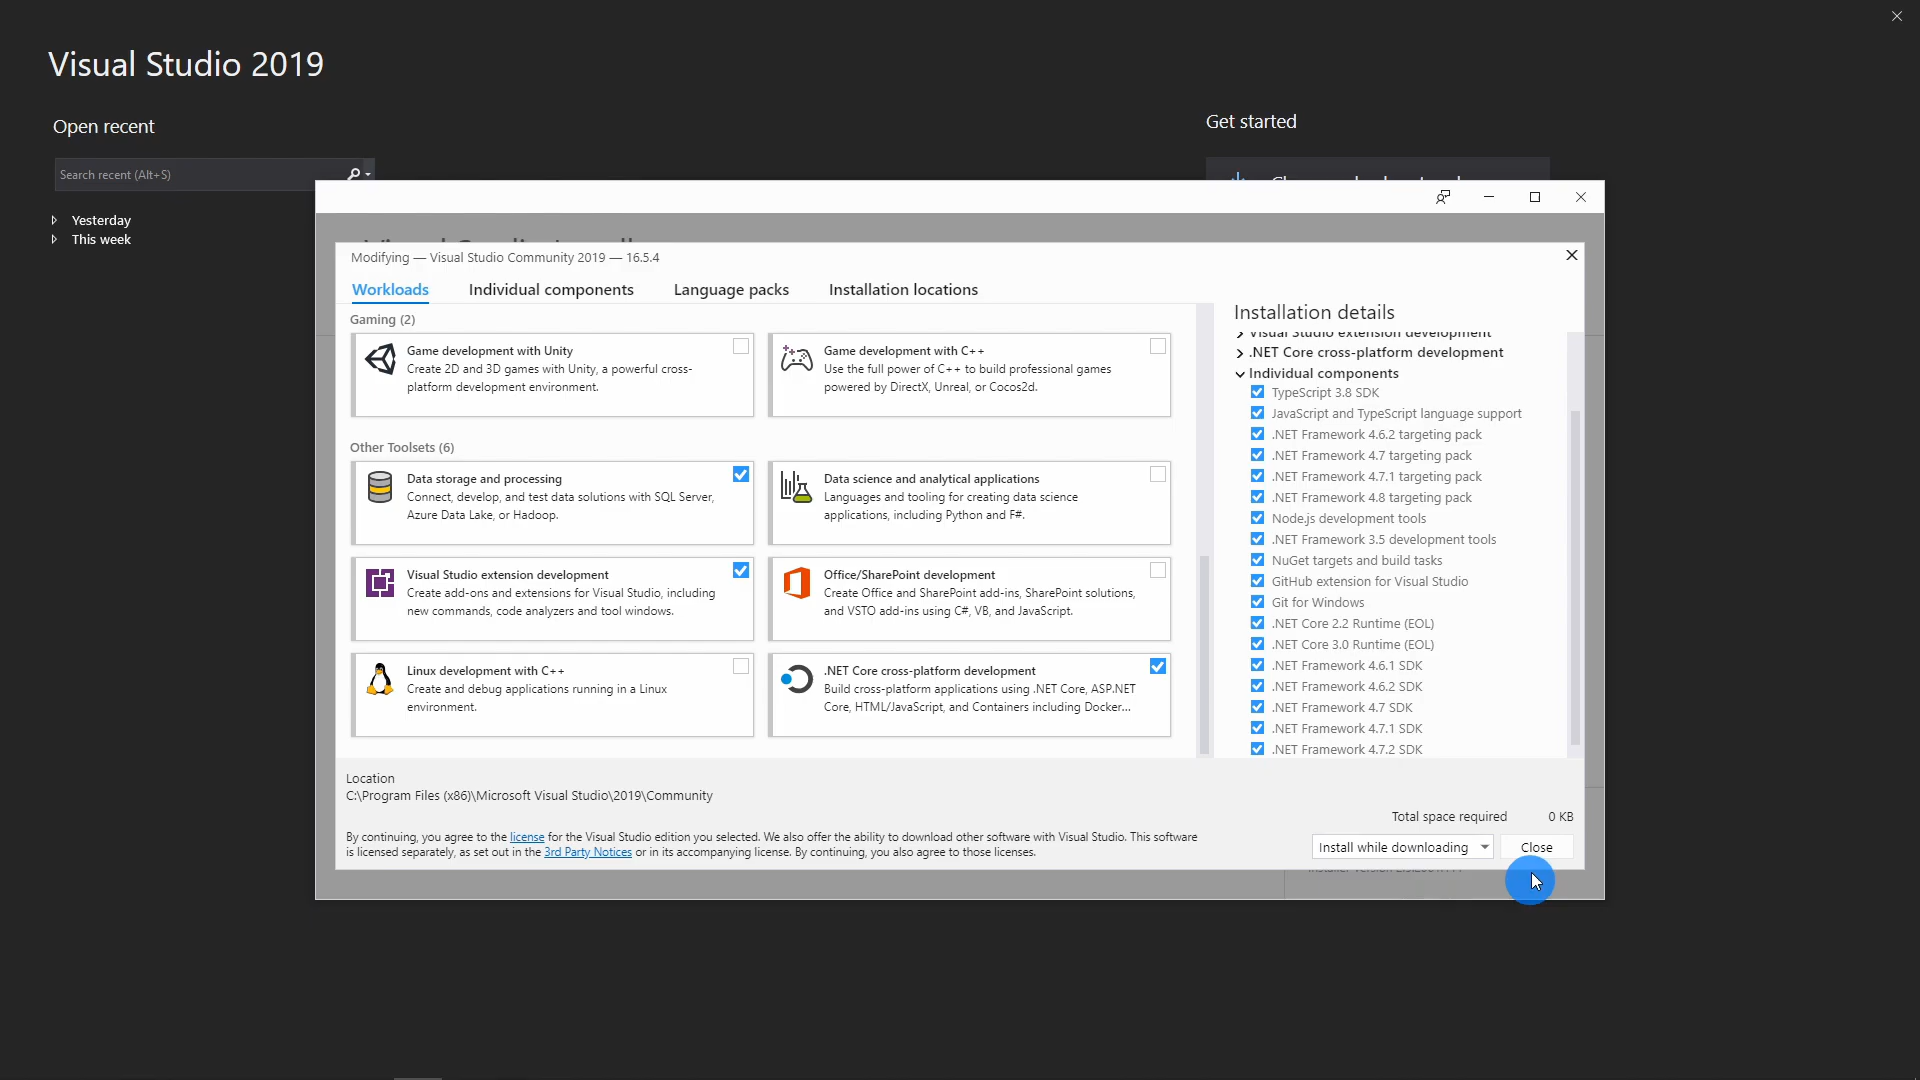 Visual Studio 2019
Open recent
Get started
Search recent (Alt+S)
Yesterday
This week
Modifying — Visual Studio Community 2019 — 16.5.4
Workloads
Individual components
Language packs
Installation locations
Gaming (2)
Game development with Unity
Create 2D and 3D games with Unity, a powerful cross-
platform development environment.
Game development with C++
Use the full power of C++ to build professional games
powered by DirectX, Unreal, or Cocos2d.
Other Toolsets (6)
Data storage and processing
Connect, develop, and test data solutions with SQL Server,
Azure Data Lake, or Hadoop.
Data science and analytical applications
Languages and tooling for creating data science
applications, including Python and F#.
Visual Studio extension development
Create add-ons and extensions for Visual Studio, including
new commands, code analyzers and tool windows.
Office/SharePoint development
Create Office and SharePoint add-ins, SharePoint solutions,
and VSTO add-ins using C#, VB, and JavaScript.
Linux development with C++
Create and debug applications running in a Linux
environment.
.NET Core cross-platform development
Build cross-platform applications using .NET Core, ASP.NET
Core, HTML/JavaScript, and Containers including Docker...
Installation details
Visual Studio extension development
.NET Core cross-platform development
Individual components
TypeScript 3.8 SDK
JavaScript and TypeScript language support
.NET Framework 4.6.2 targeting pack
.NET Framework 4.7 targeting pack
.NET Framework 4.7.1 targeting pack
.NET Framework 4.8 targeting pack
Node.js development tools
.NET Framework 3.5 development tools
NuGet targets and build tasks
GitHub extension for Visual Studio
Git for Windows
.NET Core 2.2 Runtime (EOL)
.NET Core 3.0 Runtime (EOL)
.NET Framework 4.6.1 SDK
.NET Framework 4.6.2 SDK
.NET Framework 4.7 SDK
.NET Framework 4.7.1 SDK
.NET Framework 4.7.2 SDK
Location
C:\Program Files (x86)\Microsoft Visual Studio\2019\Community
Total space required 0 KB
By continuing, you agree to the license for the Visual Studio edition you selected. We also offer the ability to download other software with Visual Studio. This software
is licensed separately, as set out in the 3rd Party Notices or in its accompanying license. By continuing, you also agree to those licenses.
Install while downloading
Close